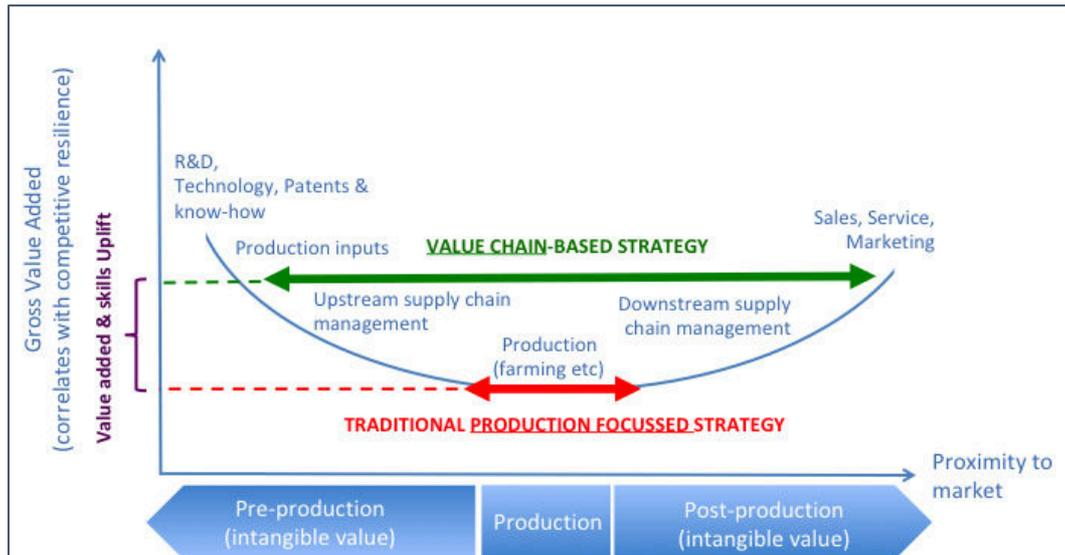 Gross Value Added
(correlates with competitive resilience)
Value added & skills Uplift
R&D,
Technology, Patents &
know-how
Production inputs
VALUE CHAIN-BASED STRATEGY
Sales, Service,
Marketing
Upstream supply chain
management
Downstream supply
chain management
Production
(farming etc)
TRADITIONAL PRODUCTION FOCUSSED STRATEGY
Proximity to
market
Pre-production
(intangible value)
Production
Post-production
(intangible value)